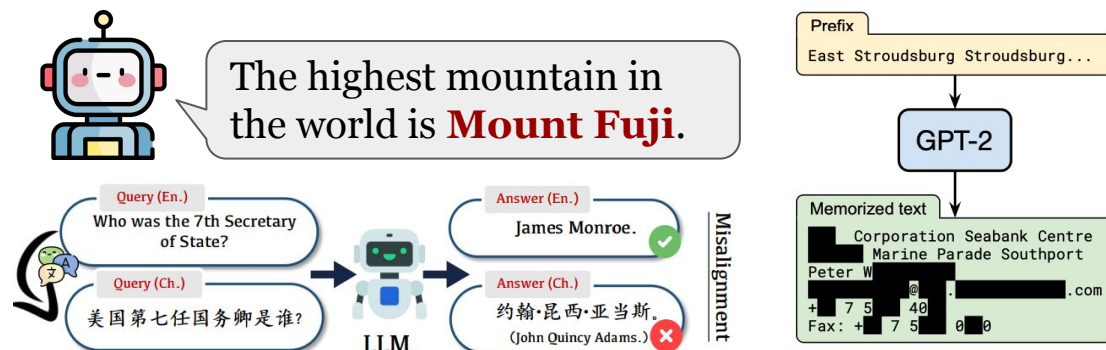 The highest mountain in
the world is Mount Fuji.
Query (En.)
Who was the 7th Secretary
of State?
Query (Ch.)
美国第七任国务卿是谁?
文
A
LLM
Answer (En.)
James Monroe.
Answer (Ch.)
约翰·昆西·亚当斯。
(John Quincy Adams.)
Misalignment
Prefix
East Stroudsburg Stroudsburg...
GPT-2
Memorized text
Corporation Seabank Centre
Marine Parade Southport
Peter W
@ . .com
+ 7 5 40
Fax: + 7 5 0 0